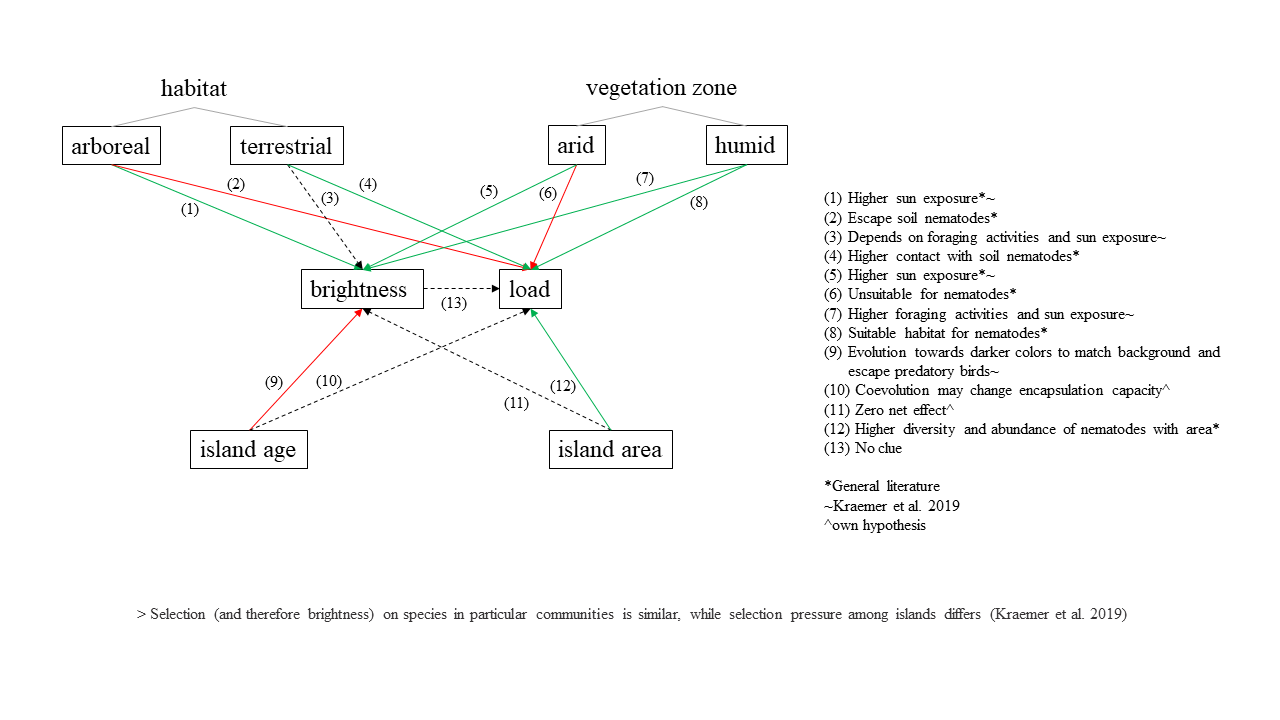 habitat
vegetation zone
arboreal
terrestrial
arid
humid
(1)
(2)
(3)
(4)
(5)
(6)
(7)
(8)
brightness
load
(13)
(9)
(10)
(11)
(12)
island age
island area
(1) Higher sun exposure*~
(2) Escape soil nematodes*
(3) Depends on foraging activities and sun exposure~
(4) Higher contact with soil nematodes*
(5) Higher sun exposure*~
(6) Unsuitable for nematodes*
(7) Higher foraging activities and sun exposure~
(8) Suitable habitat for nematodes*
(9) Evolution towards darker colors to match background and
escape predatory birds~
(10) Coevolution may change encapsulation capacity^
(11) Zero net effect^
(12) Higher diversity and abundance of nematodes with area*
(13) No clue
*General literature
~Kraemer et al. 2019
^own hypothesis
> Selection (and therefore brightness) on species in particular communities is similar, while selection pressure among islands differs (Kraemer et al. 2019)